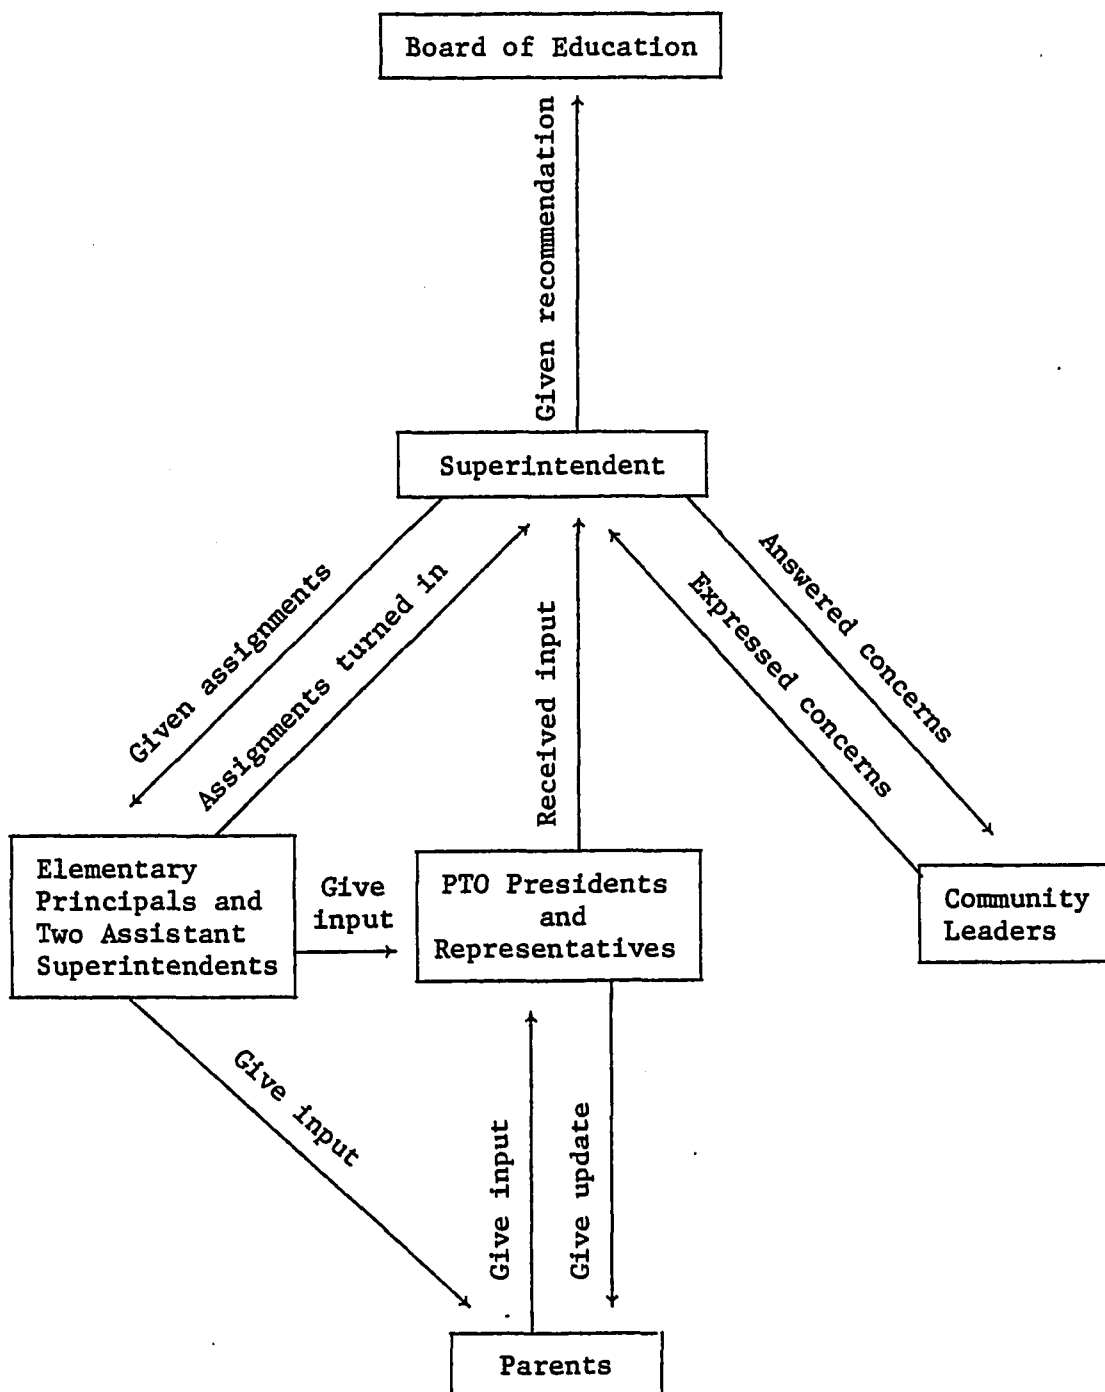 Board of Education
Given recommendation
Superintendent
Given assignments
Assignments turned in
Received input
Expressed concerns
Answered concerns
Elementary
Principals and
Two Assistant
Superintendents
Give
input
PTO Presidents
and
Representatives
Community
Leaders
Give input
Give input
Give update
Parents